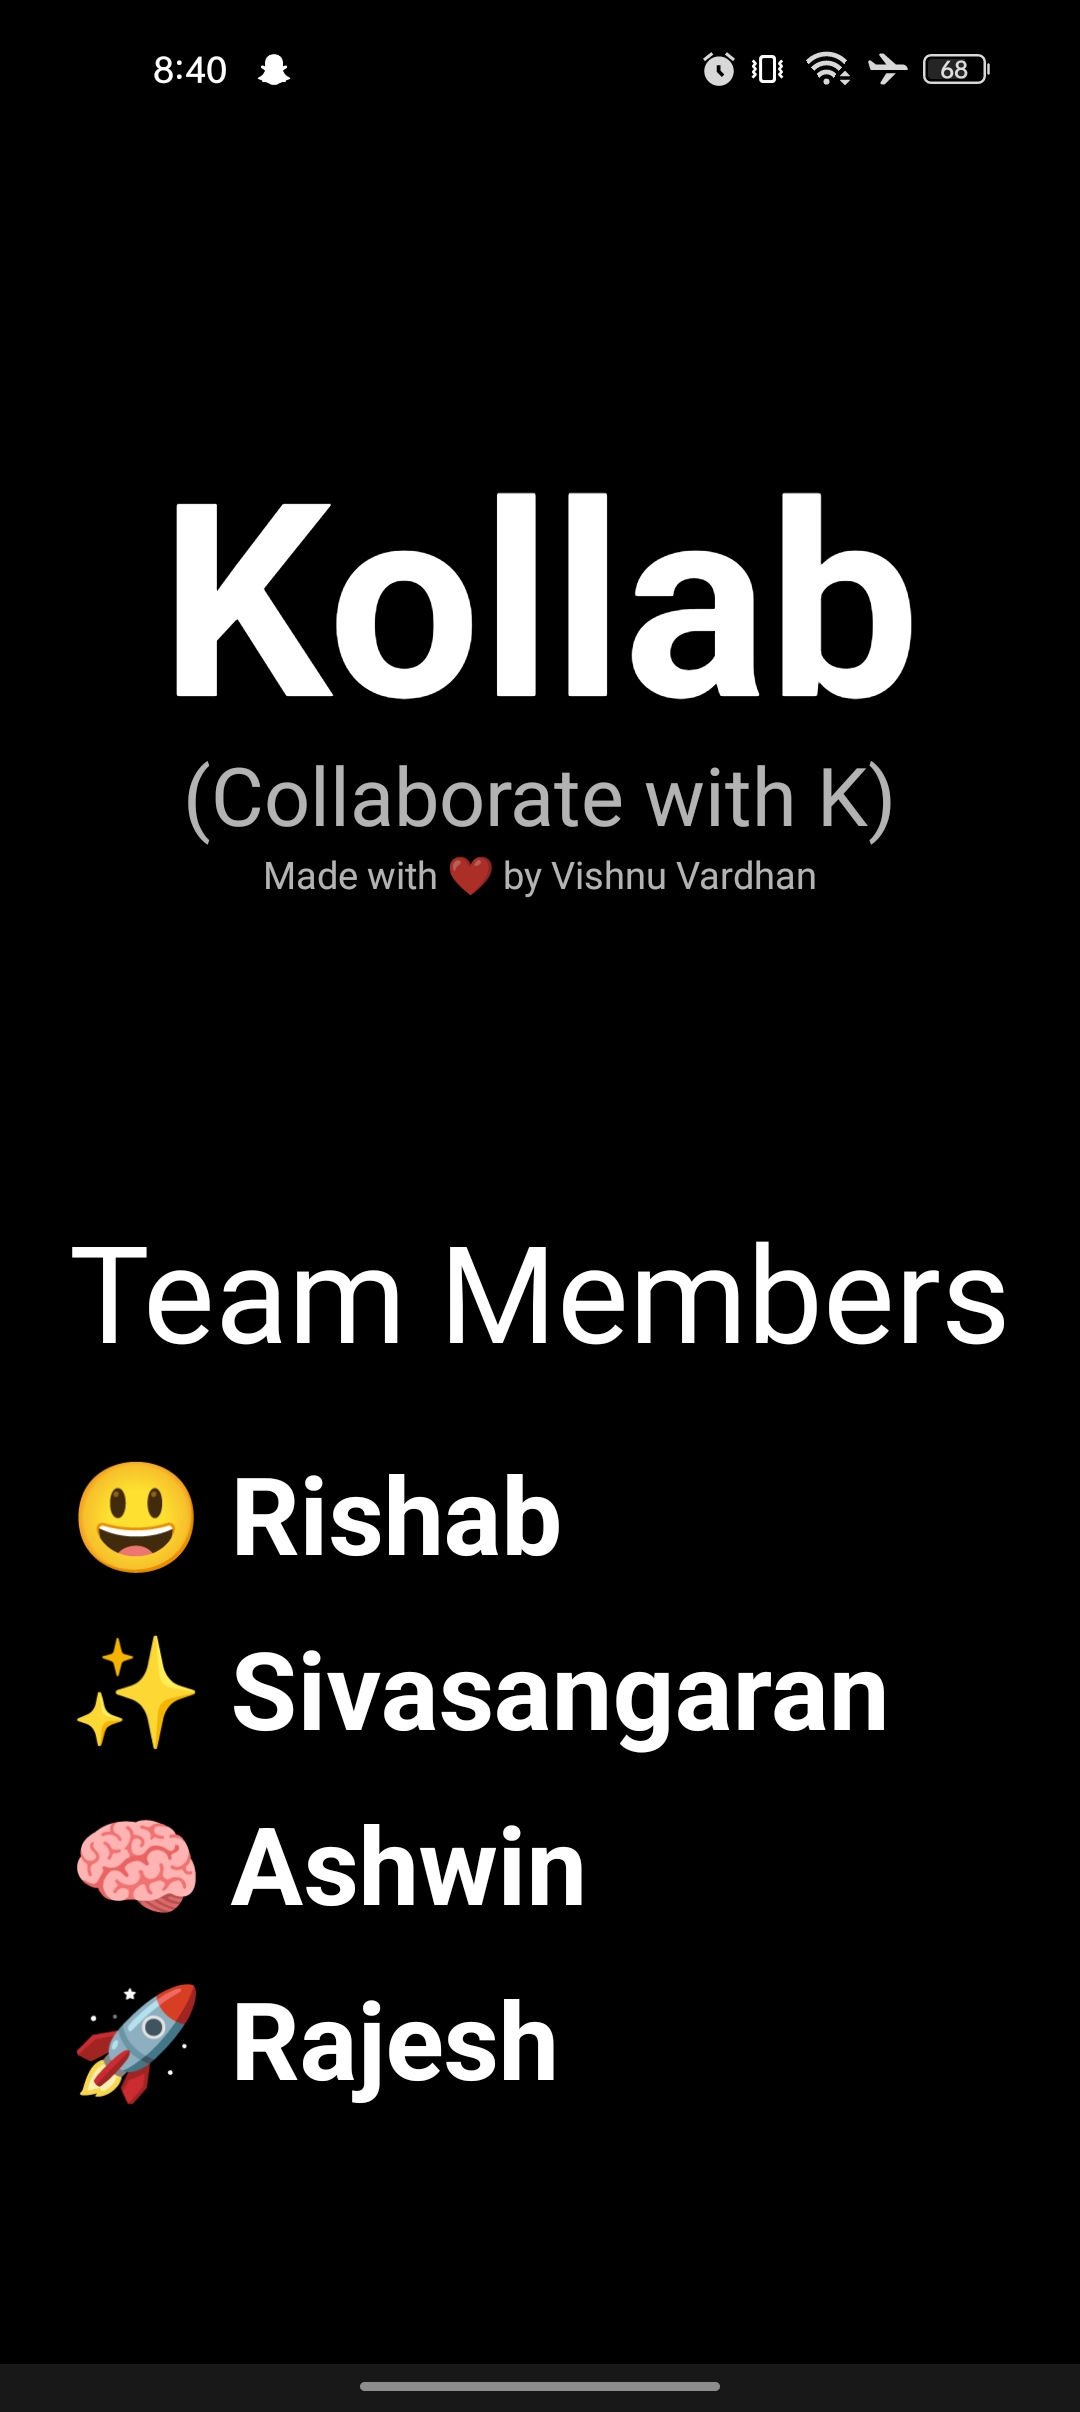 8:40 68
Kollab
(Collaborate with K)
Made with ❤️ by Vishnu Vardhan
Team Members
😃 Rishab
✨ Sivasangaran
🧠 Ashwin
🚀 Rajesh